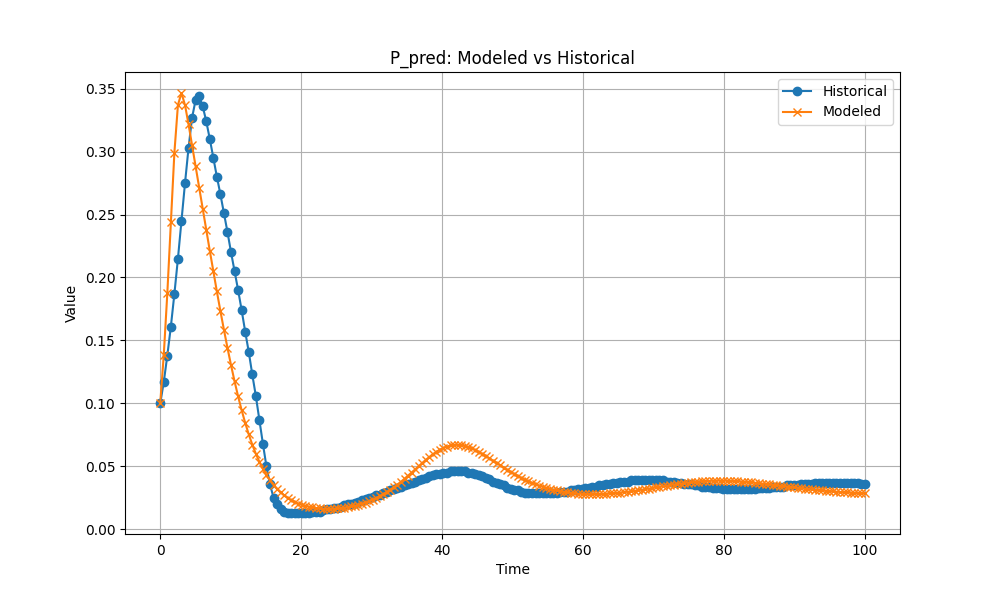 P_pred: Modeled vs Historical
Historical
Modeled
0.35
0.30
0.25
0.20
0.15
0.10
0.05
0.00
Value
0 20 40 60 80 100
Time